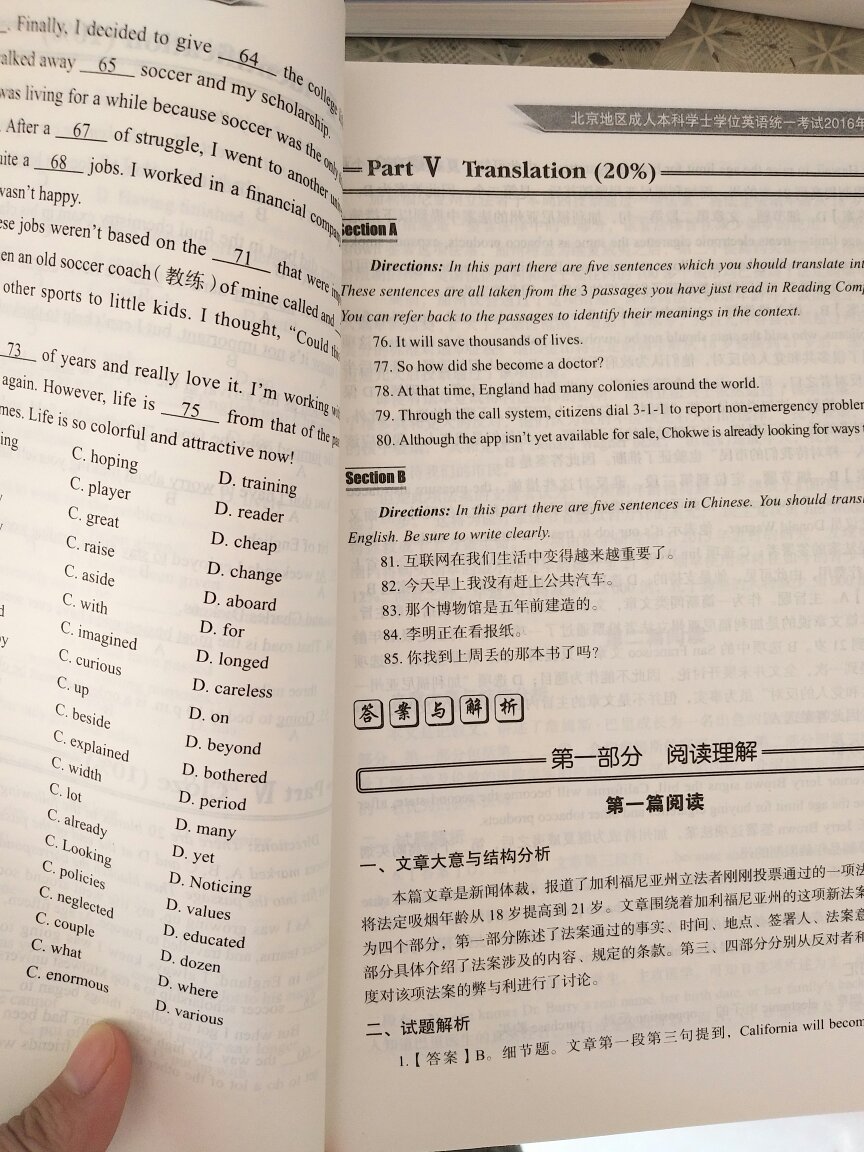 . Finally, I decided to give 64 the college
alked away 65 soccer and my scholarship.
was living for a while because soccer was the only
. After a 67 of struggle, I went to another
uite a 68 jobs. I worked in a financial
wasn't happy.
ese jobs weren't based on the 71 that were
en an old soccer coach(教练)of mine called and
other sports to little kids. I thought, "Could
73 of years and really love it. I'm working
again. However, life is 75 from that of the
mes. Life is so colorful and attractive now!
ing C. hoping D. training
C. player D. reader
C. great D. cheap
C. raise D. change
C. aside D. aboard
C. with D. for
C. imagined D. longed
C. curious D. careless
C. up D. on
C. beside D. beyond
C. explained D. bothered
C. width D. period
C. lot D. many
C. already D. yet
C. Looking D. Noticing
C. policies D. values
C. neglected D. educated
C. couple D. dozen
C. what D. where
C. enormous D. various
北京地区成人本科学士学位英语统一考试2016年
Part Ⅴ Translation (20%)
Section A
Directions: In this part there are five sentences which you should translate
These sentences are all taken from the 3 passages you have just read in Reading
You can refer back to the passages to identify their meanings in the context.
76. It will save thousands of lives.
77. So how did she become a doctor?
78. At that time, England had many colonies around the world.
79. Through the call system, citizens dial 3-1-1 to report non-emergency
80. Although the app isn't yet available for sale, Chokwe is already looking for ways
Section B
Directions: In this part there are five sentences in Chinese. You should
English. Be sure to write clearly.
81. 互联网在我们生活中变得越来越重要了。
82. 今天早上我没有赶上公共汽车。
83. 那个博物馆是五年前建造的。
84. 李明正在看报纸。
85. 你找到上周丢的那本书了吗?
答案与解析
第一部分 阅读理解
第一篇阅读
一、文章大意与结构分析
本篇文章是新闻体裁，报道了加利福尼亚州立法者刚刚投票通过的一项法
将法定吸烟年龄从18岁提高到21岁。文章围绕着加利福尼亚州的这项新法案
为四个部分，第一部分陈述了法案通过的事实、时间、地点、签署人、法案意
部分具体介绍了法案涉及的内容、规定的条款。第三、四部分分别从反对者和
度对该项法案的弊与利进行了讨论。
二、试题解析
1.【答案】B。细节题。文章第一段第三句提到，California will